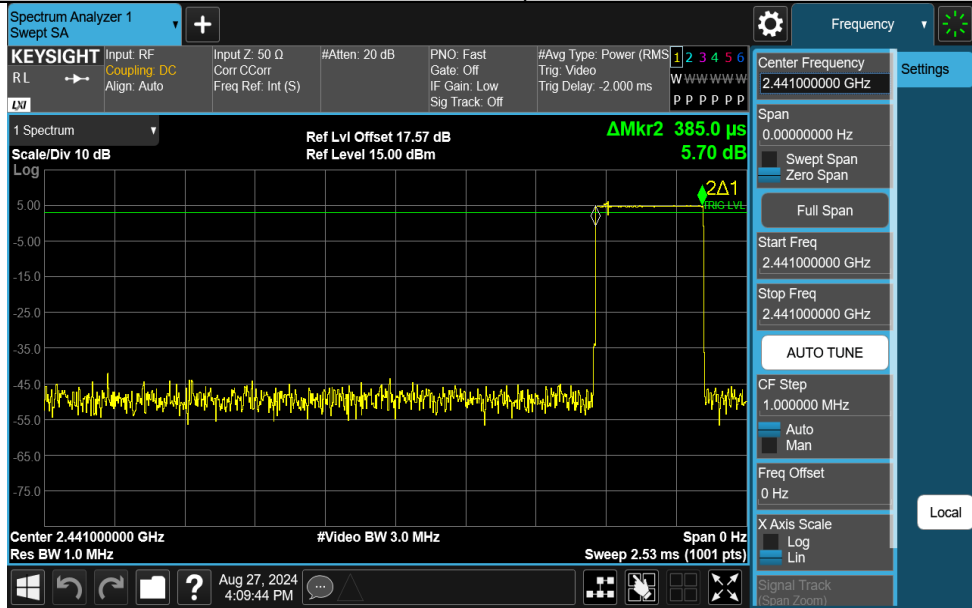 Spectrum Analyzer 1
Swept SA
+
Frequency
KEYSIGHT
RL
LXI
Input: RF
Coupling: DC
Align: Auto
Input Z: 50 Ω
Corr CCorr
Freq Ref: Int (S)
#Atten: 20 dB
PNO: Fast
Gate: Off
IF Gain: Low
Sig Track: Off
#Avg Type: Power (RMS
Trig: Video
Trig Delay: -2.000 ms
1 2 3 4 5 6
W W W W W W
P P P P P P
1 Spectrum
Scale/Div 10 dB
Log
Ref Lvl Offset 17.57 dB
Ref Level 15.00 dBm
ΔMkr2 385.0 µs
5.70 dB
2Δ1
TRIG LVL
1
5.00
-5.00
-15.0
-25.0
-35.0
-45.0
-55.0
-65.0
-75.0
Center 2.441000000 GHz
#Video BW 3.0 MHz
Span 0 Hz
Res BW 1.0 MHz
Sweep 2.53 ms (1001 pts)
?
Aug 27, 2024
4:09:44 PM
Center Frequency
2.441000000 GHz
Span
0.00000000 Hz
Swept Span
Zero Span
Full Span
Start Freq
2.441000000 GHz
Stop Freq
2.441000000 GHz
AUTO TUNE
CF Step
1.000000 MHz
Auto
Man
Freq Offset
0 Hz
X Axis Scale
Log
Lin
Signal Track
(Span Zoom)
Settings
Local